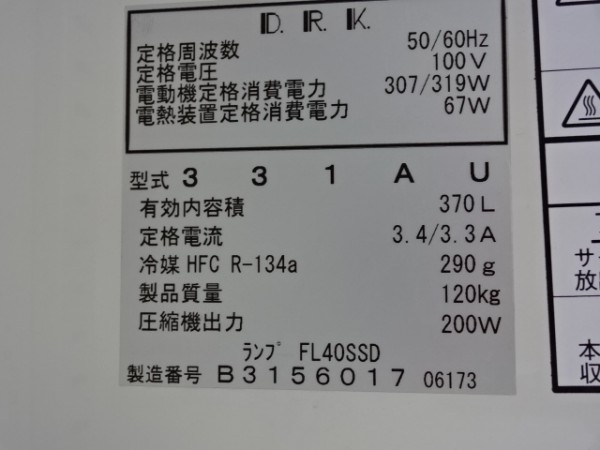 D. R. K.
定格周波数 50/60Hz
定格電圧 100V
電動機定格消費電力 307/319W
電熱装置定格消費電力 67W
型式 331AU
有効内容積 370L
定格電流 3.4/3.3A
冷媒 HFC R-134a 290g
製品質量 120kg
圧縮機出力 200W
ﾗﾝﾌﾟ FL40SSD
製造番号 B3156017 06173
サ
放
本
収